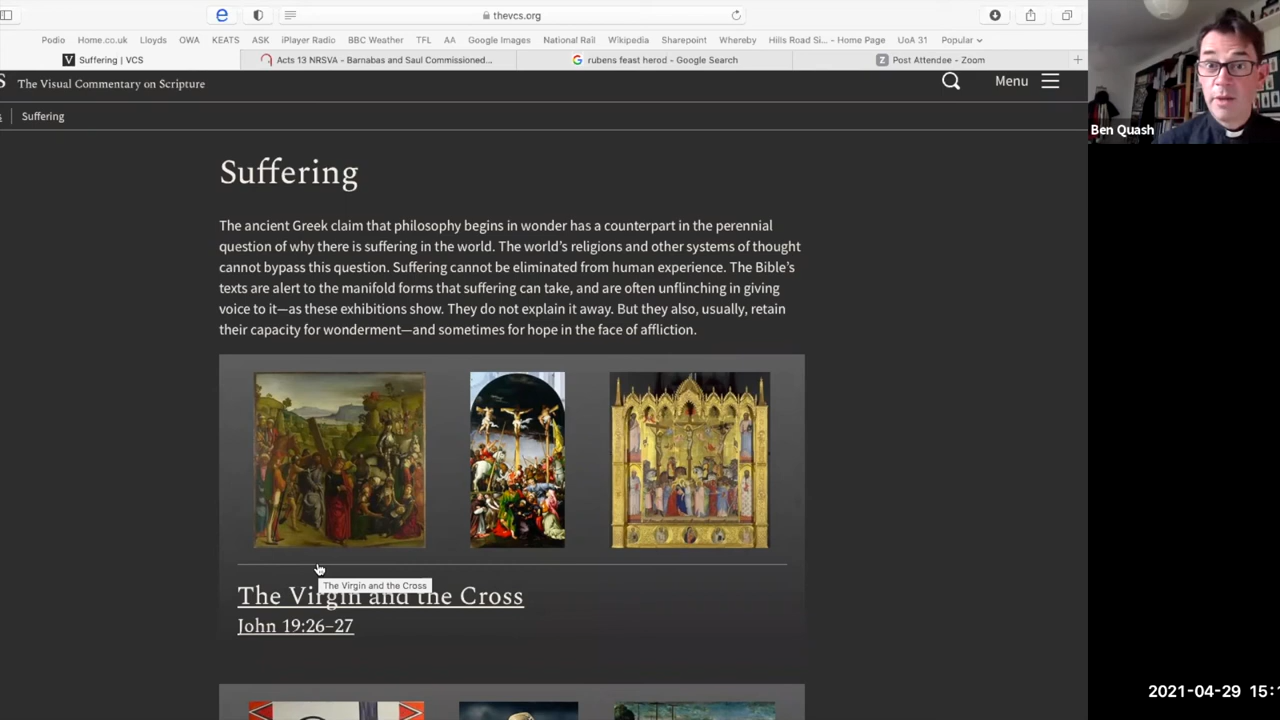 thevcs.org
Podio Home.co.uk Lloyds OWA KEATS ASK iPlayer Radio BBC Weather TFL AA Google Images National Rail Wikipedia Sharepoint Whereby Hills Road Si... - Home Page UoA 31 Popular
V Suffering | VCS
Acts 13 NRSVA - Barnabas and Saul Commissioned...
G rubens feast herod - Google Search
Z Post Attendee - Zoom
S The Visual Commentary on Scripture
Menu
Suffering
Ben Quash
Suffering
The ancient Greek claim that philosophy begins in wonder has a counterpart in the perennial
question of why there is suffering in the world. The world’s religions and other systems of thought
cannot bypass this question. Suffering cannot be eliminated from human experience. The Bible’s
texts are alert to the manifold forms that suffering can take, and are often unflinching in giving
voice to it—as these exhibitions show. They do not explain it away. But they also, usually, retain
their capacity for wonderment—and sometimes for hope in the face of affliction.
The Virgin and the Cross
The Virgin and the Cross
John 19:26–27
2021-04-29 15:1